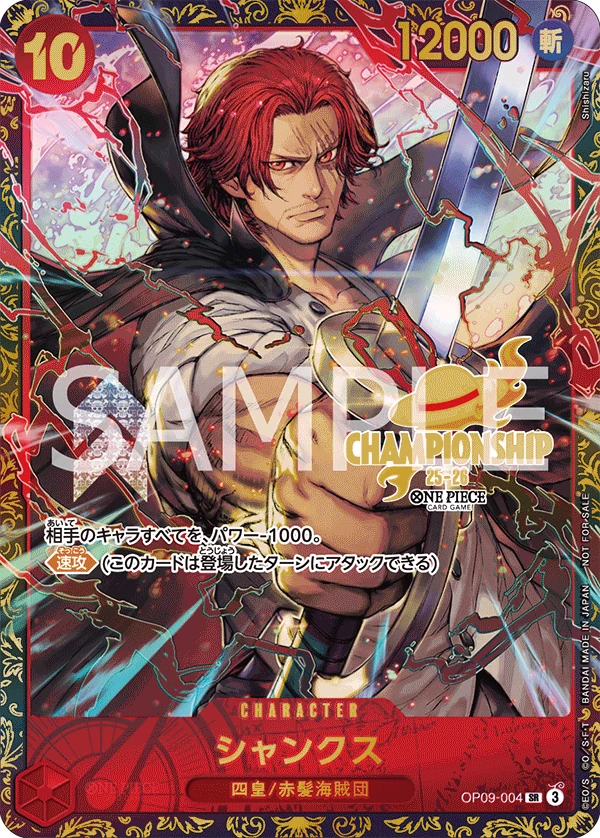 10
12000
斬
Shishizaru
SAMPLE
CHAMPIONSHIP
25-26
ONE PIECE
CARD GAME
相手のキャラすべてを、パワー-1000。
速攻 (このカードは登場したターンにアタックできる)
©E/S ©O, S・F・T BANDAI MADE IN JAPAN NOT FOR SALE
CHARACTER
シャンクス
ONE PIECE
四皇/赤髪海賊団
OP09-004 SR 3